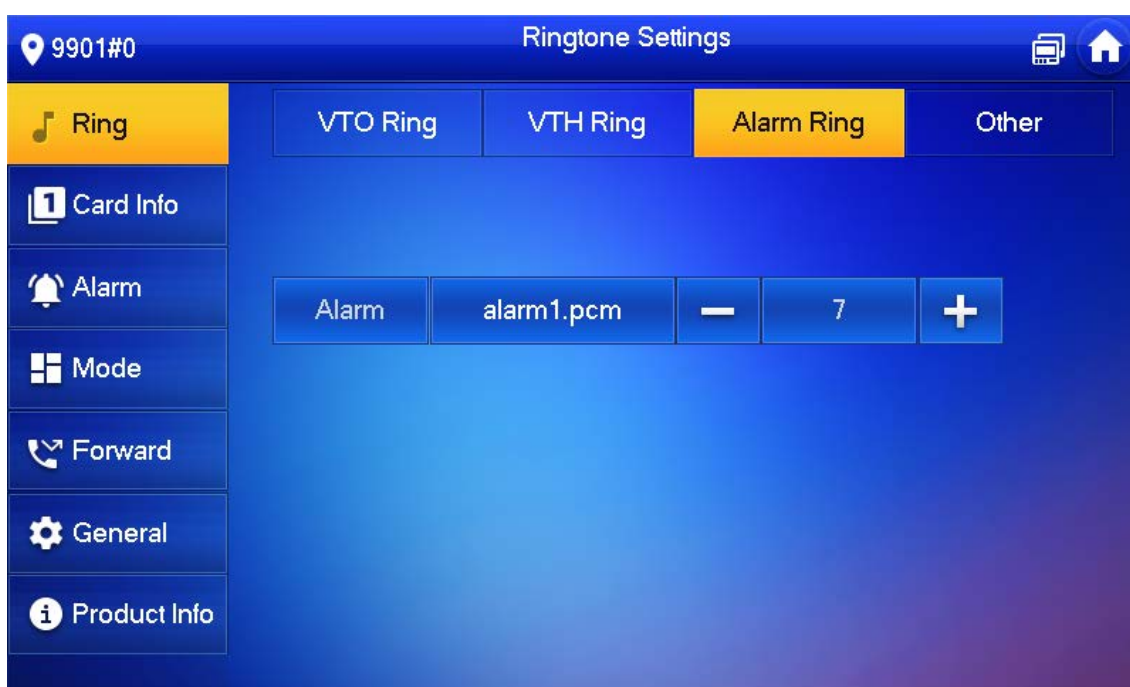 9901#0
Ringtone Settings
Ring
VTO Ring
VTH Ring
Alarm Ring
Other
1 Card Info
Alarm
Alarm
alarm1.pcm
7
Mode
Forward
General
i Product Info